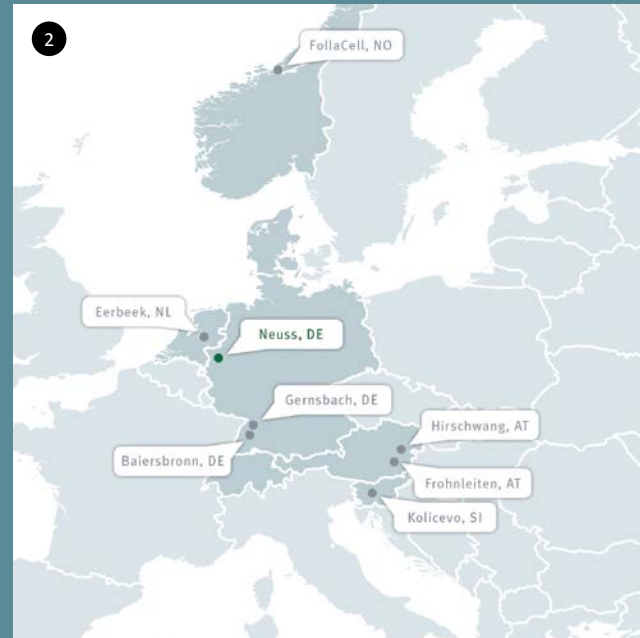 2
FollaCell, NO
Eerbeek, NL
Neuss, DE
Gernsbach, DE
Baiersbronn, DE
Hirschwang, AT
Frohnleiten, AT
Kolicevo, SI